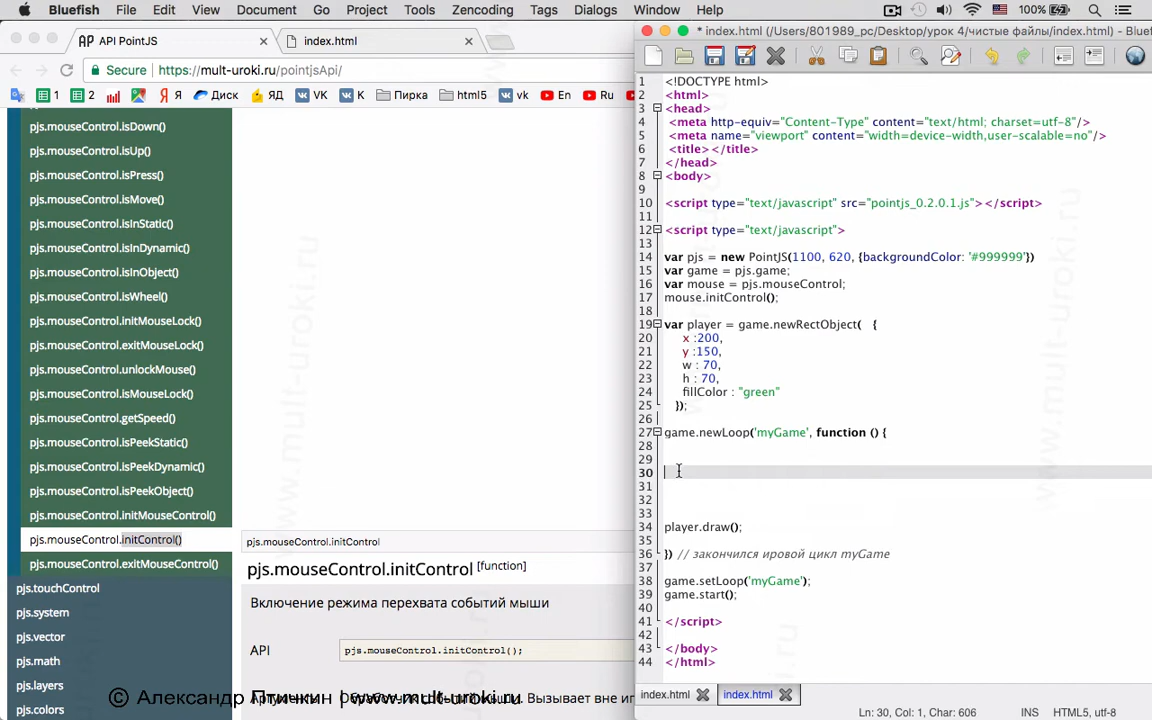 Bluefish File Edit View Document Go Project Tools Zencoding Tags Dialogs Window Help 100%
API PointJS
index.html
* index.html (/Users/801989_pc/Desktop/урок 4/чистые файлы/index.html) - Bluef
Secure https://mult-uroki.ru/pointjsApi/
1 2 Я Диск ЯД VK K Пирка html5 vk En Ru
pjs.mouseControl.isDown()
pjs.mouseControl.isUp()
pjs.mouseControl.isPress()
pjs.mouseControl.isMove()
pjs.mouseControl.isInStatic()
pjs.mouseControl.isInDynamic()
pjs.mouseControl.isInObject()
pjs.mouseControl.isWheel()
pjs.mouseControl.initMouseLock()
pjs.mouseControl.exitMouseLock()
pjs.mouseControl.unlockMouse()
pjs.mouseControl.isMouseLock()
pjs.mouseControl.getSpeed()
pjs.mouseControl.isPeekStatic()
pjs.mouseControl.isPeekDynamic()
pjs.mouseControl.isPeekObject()
pjs.mouseControl.initMouseControl()
pjs.mouseControl.initControl()
pjs.mouseControl.exitMouseControl()
pjs.touchControl
pjs.system
pjs.vector
pjs.math
pjs.layers
pjs.colors
pjs.mouseControl.initControl
pjs.mouseControl.initControl [function]
Включение режима перехвата событий мыши
API pjs.mouseControl.initControl();
© Александр Птичкин | www.mult-uroki.ru
1 <!DOCTYPE html>
2 <html>
3 <head>
4 <meta http-equiv="Content-Type" content="text/html; charset=utf-8"/>
5 <meta name="viewport" content="width=device-width,user-scalable=no"/>
6 <title></title>
7 </head>
8 <body>
9
10 <script type="text/javascript" src="pointjs_0.2.0.1.js"></script>
11
12 <script type="text/javascript">
13
14 var pjs = new PointJS(1100, 620, {backgroundColor: '#999999'})
15 var game = pjs.game;
16 var mouse = pjs.mouseControl;
17 mouse.initControl();
18
19 var player = game.newRectObject( {
20 x :200,
21 y :150,
22 w : 70,
23 h : 70,
24 fillColor : "green"
25 });
26
27 game.newLoop('myGame', function () {
28
29
30
31
32
33
34 player.draw();
35
36 }) // закончился ировой цикл myGame
37
38 game.setLoop('myGame');
39 game.start();
40
41 </script>
42
43 </body>
44 </html>
index.html index.html
Ln: 30, Col: 1, Char: 606 INS HTML5, utf-8